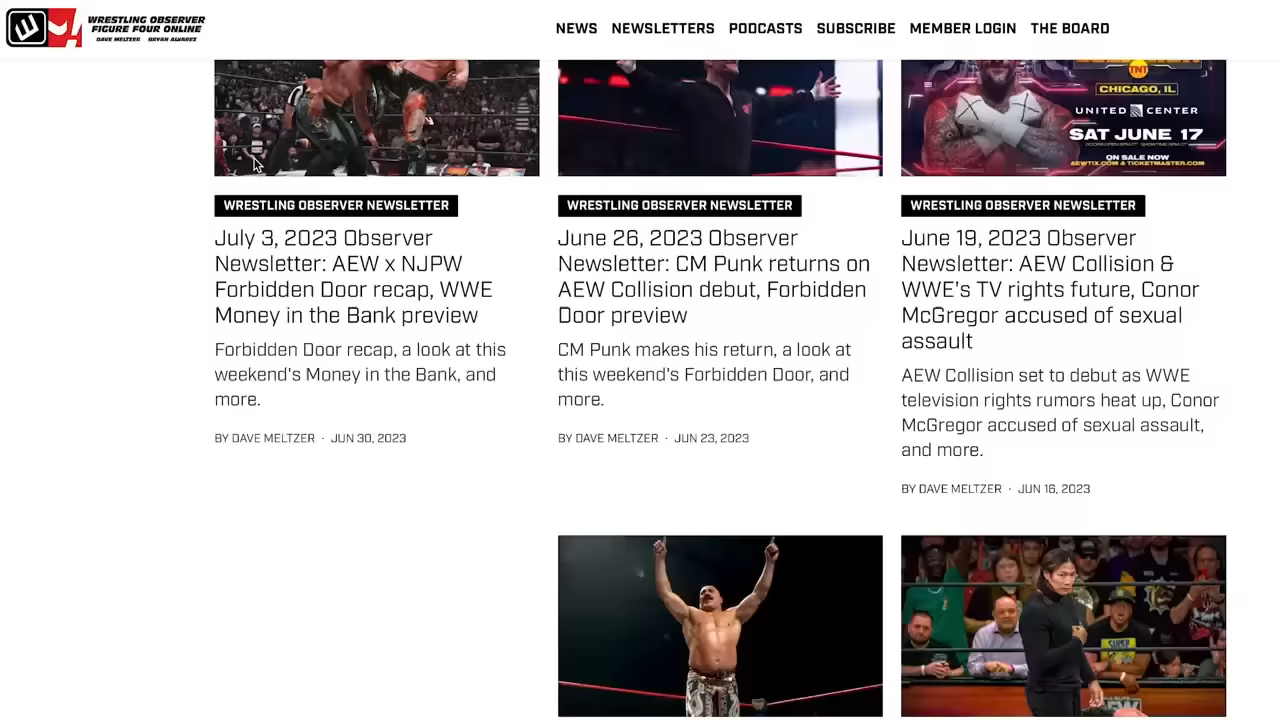 WRESTLING OBSERVER
FIGURE FOUR ONLINE
DAVE MELTZER BRYAN ALVAREZ
NEWS NEWSLETTERS PODCASTS SUBSCRIBE MEMBER LOGIN THE BOARD
TNT
CHICAGO, IL
UNITED CENTER
SAT JUNE 17
ON SALE NOW
AEWTIX.COM & TICKETMASTER.COM
WRESTLING OBSERVER NEWSLETTER
July 3, 2023 Observer
Newsletter: AEW x NJPW
Forbidden Door recap, WWE
Money in the Bank preview
Forbidden Door recap, a look at this
weekend's Money in the Bank, and
more.
BY DAVE MELTZER · JUN 30, 2023
WRESTLING OBSERVER NEWSLETTER
June 26, 2023 Observer
Newsletter: CM Punk returns on
AEW Collision debut, Forbidden
Door preview
CM Punk makes his return, a look at
this weekend's Forbidden Door, and
more.
BY DAVE MELTZER · JUN 23, 2023
WRESTLING OBSERVER NEWSLETTER
June 19, 2023 Observer
Newsletter: AEW Collision &
WWE's TV rights future, Conor
McGregor accused of sexual
assault
AEW Collision set to debut as WWE
television rights rumors heat up, Conor
McGregor accused of sexual assault,
and more.
BY DAVE MELTZER · JUN 16, 2023
SUPER